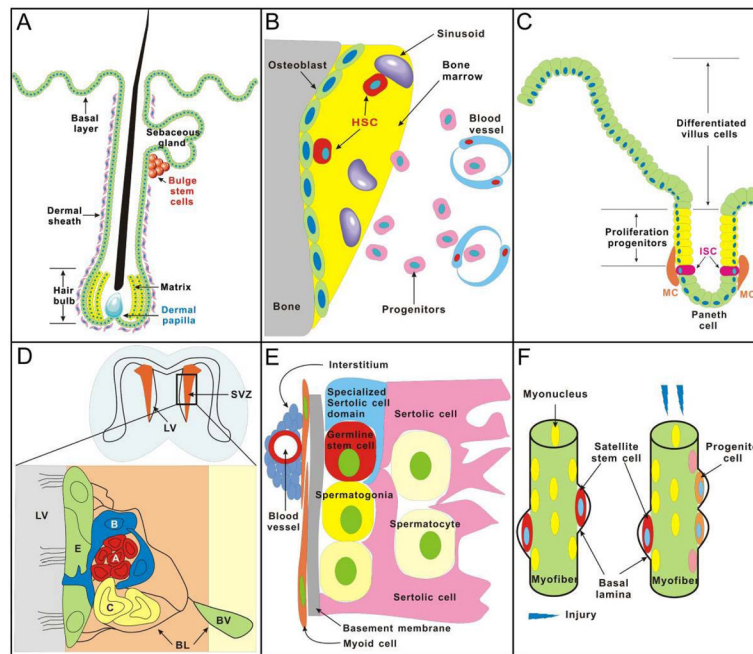 A
Basal
layer
Sebaceous
gland
Bulge
stem
cells
Dermal
sheath
Hair
bulb
Matrix
Dermal
papilla
B
Sinusoid
Osteoblast
Bone
marrow
HSC
Blood
vessel
Bone
Progenitors
C
Differentiated
villus cells
Proliferation
progenitors
ISC
MC
MC
Paneth
cell
D
SVZ
LV
LV
B
E
A
C
BL
BV
E
Interstitium
Specialized
Sertolic cell
domain
Sertolic cell
Germline
stem cell
Blood
vessel
Spermatogonia
Spermatocyte
Sertolic cell
Basement membrane
Myoid cell
F
Myonucleus
Satellite
stem cell
Progenitor
cell
Basal
lamina
Myofiber
Myofiber
Injury